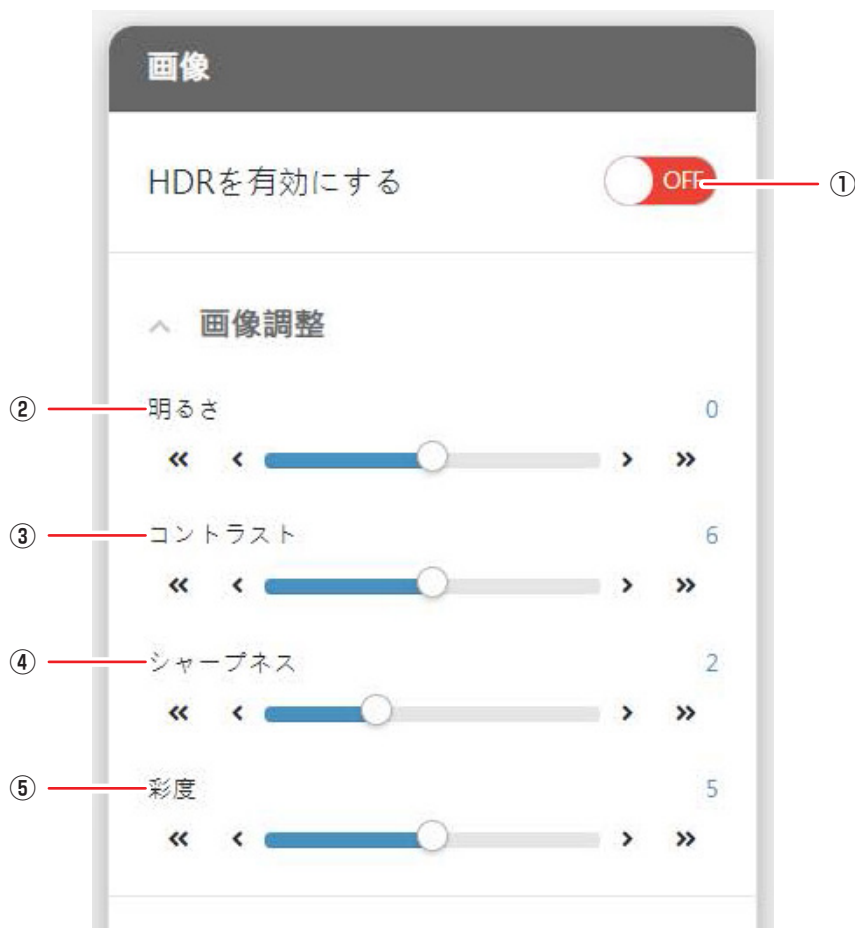 画像
HDRを有効にする OFF ①
画像調整
② 明るさ 0
③ コントラスト 6
④ シャープネス 2
⑤ 彩度 5